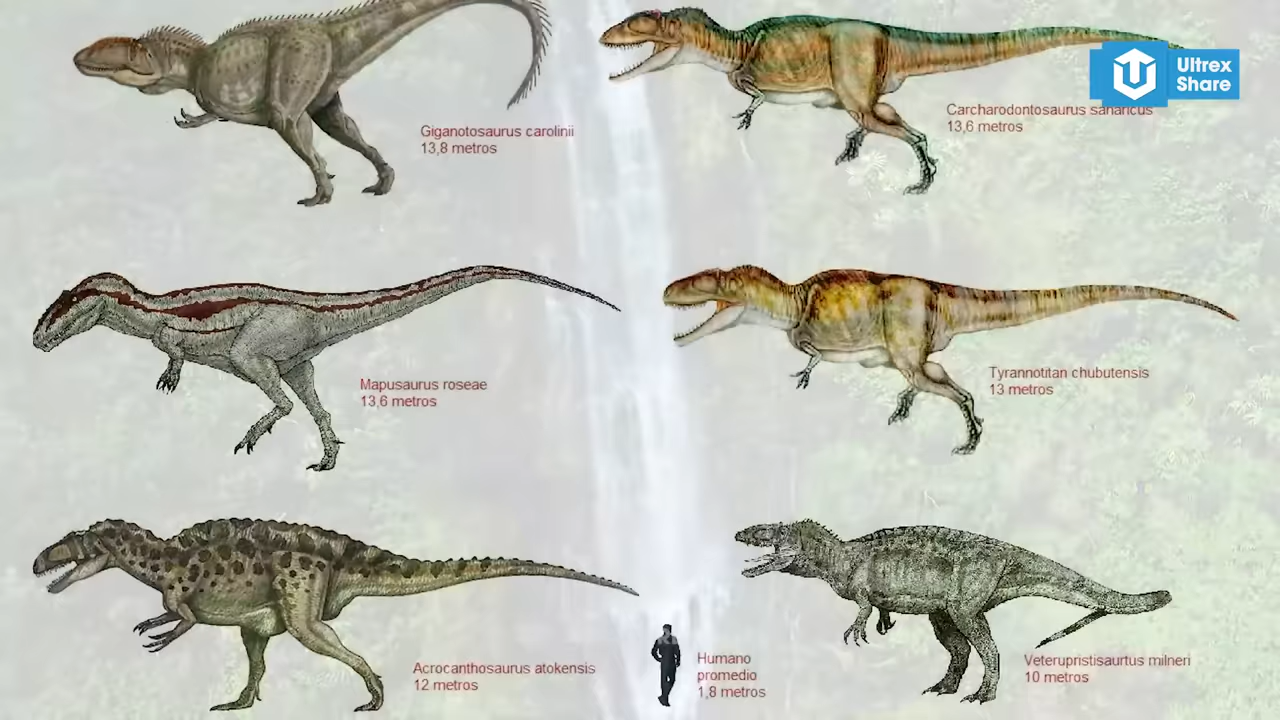 Ultrex
Share
Giganotosaurus carolinii
13,8 metros
Carcharodontosaurus saharicus
13,6 metros
Mapusaurus roseae
13,6 metros
Tyrannotitan chubutensis
13 metros
Acrocanthosaurus atokensis
12 metros
Humano
promedio
1,8 metros
Veterupristisaurtus milneri
10 metros